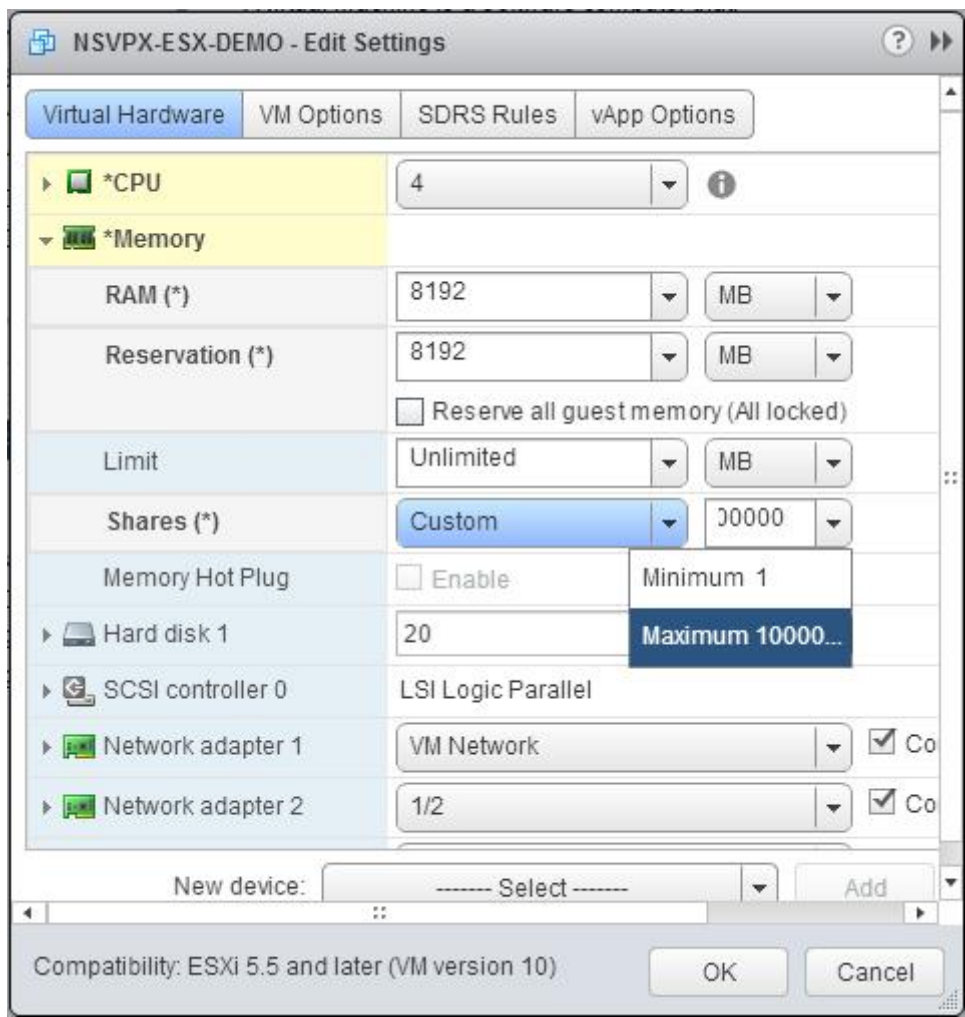 NSVPX-ESX-DEMO - Edit Settings ?
Virtual Hardware VM Options SDRS Rules vApp Options
*CPU 4
*Memory
RAM (*) 8192 MB
Reservation (*) 8192 MB
Reserve all guest memory (All locked)
Limit Unlimited MB
Shares (*) Custom 00000
Memory Hot Plug Enable Minimum 1
Hard disk 1 20 Maximum 10000...
SCSI controller 0 LSI Logic Parallel
Network adapter 1 VM Network Co
Network adapter 2 1/2 Co
New device: ------- Select ------- Add
Compatibility: ESXi 5.5 and later (VM version 10) OK Cancel